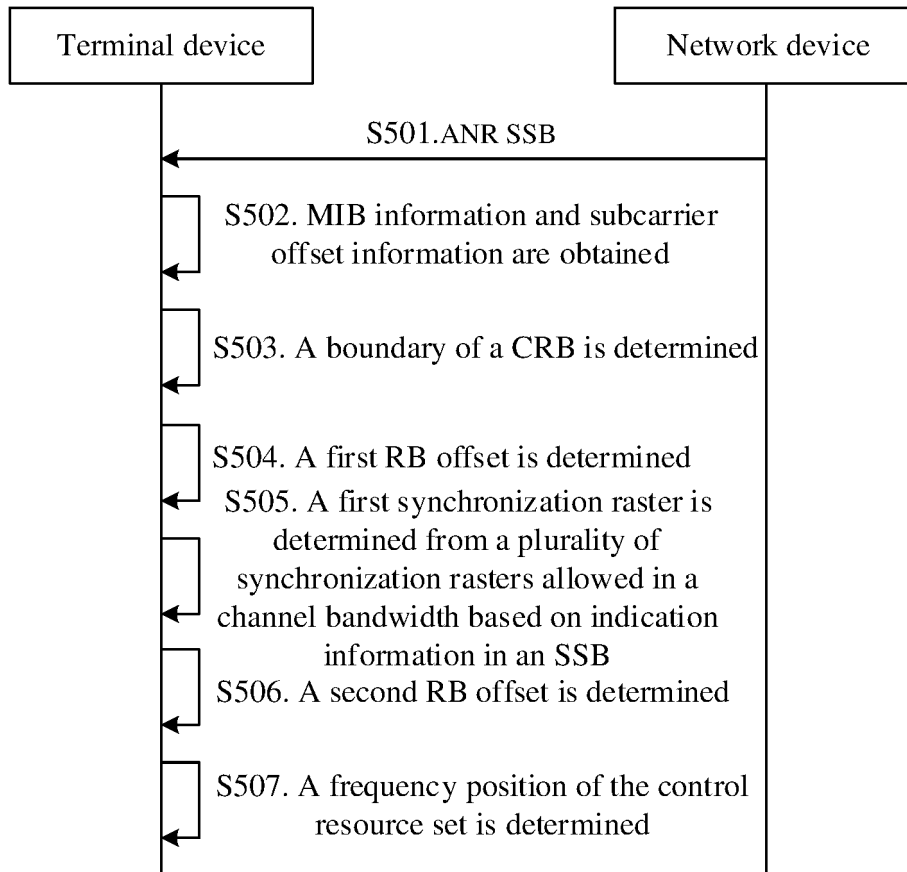 Terminal device
Network device
S501.ANR SSB
S502. MIB information and subcarrier
offset information are obtained
S503. A boundary of a CRB is determined
S504. A first RB offset is determined
S505. A first synchronization raster is
determined from a plurality of
synchronization rasters allowed in a
channel bandwidth based on indication
information in an SSB
S506. A second RB offset is determined
S507. A frequency position of the control
resource set is determined